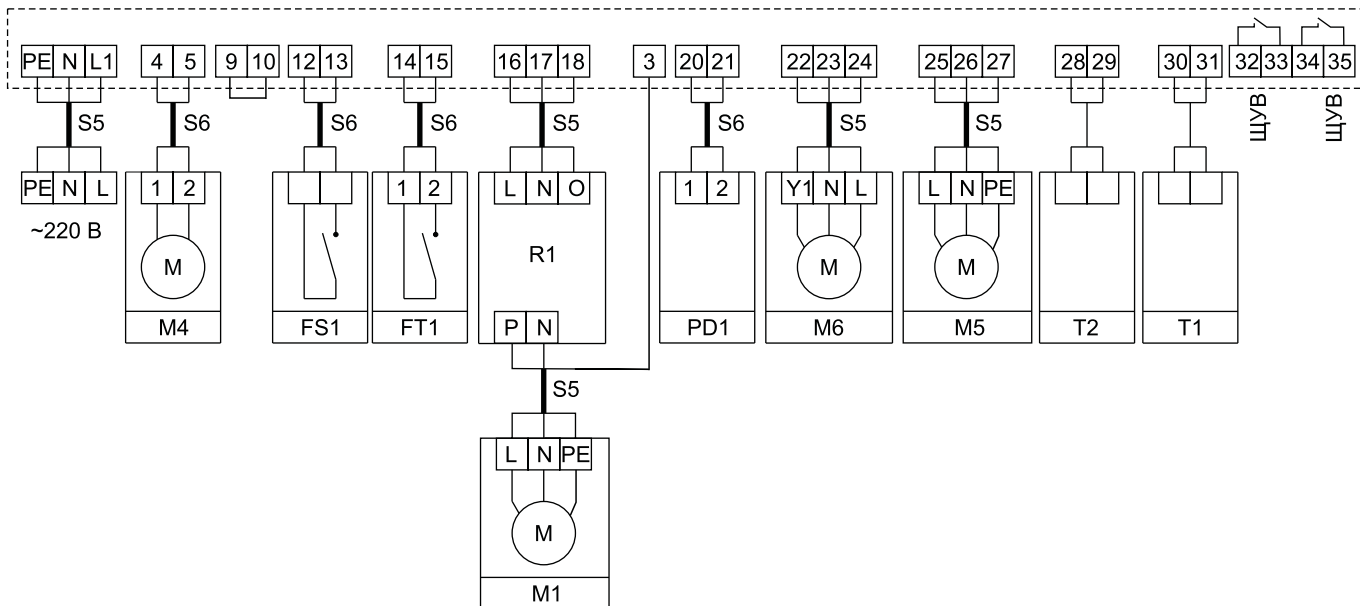 PE N L1 4 5 9 10 12 13 14 15 16 17 18 3 20 21 22 23 24 25 26 27 28 29 30 31 32 33 34 35
S5 S6 S6 S6 S5 S6 S5 S5 ЩУВ ЩУВ
PE N L 1 2 1 2 L N O 1 2 Y1 N L L N PE
~220 В
M M M
R1
P N
M4 FS1 FT1 PD1 M6 M5 T2 T1
S5
L N PE
M
M1